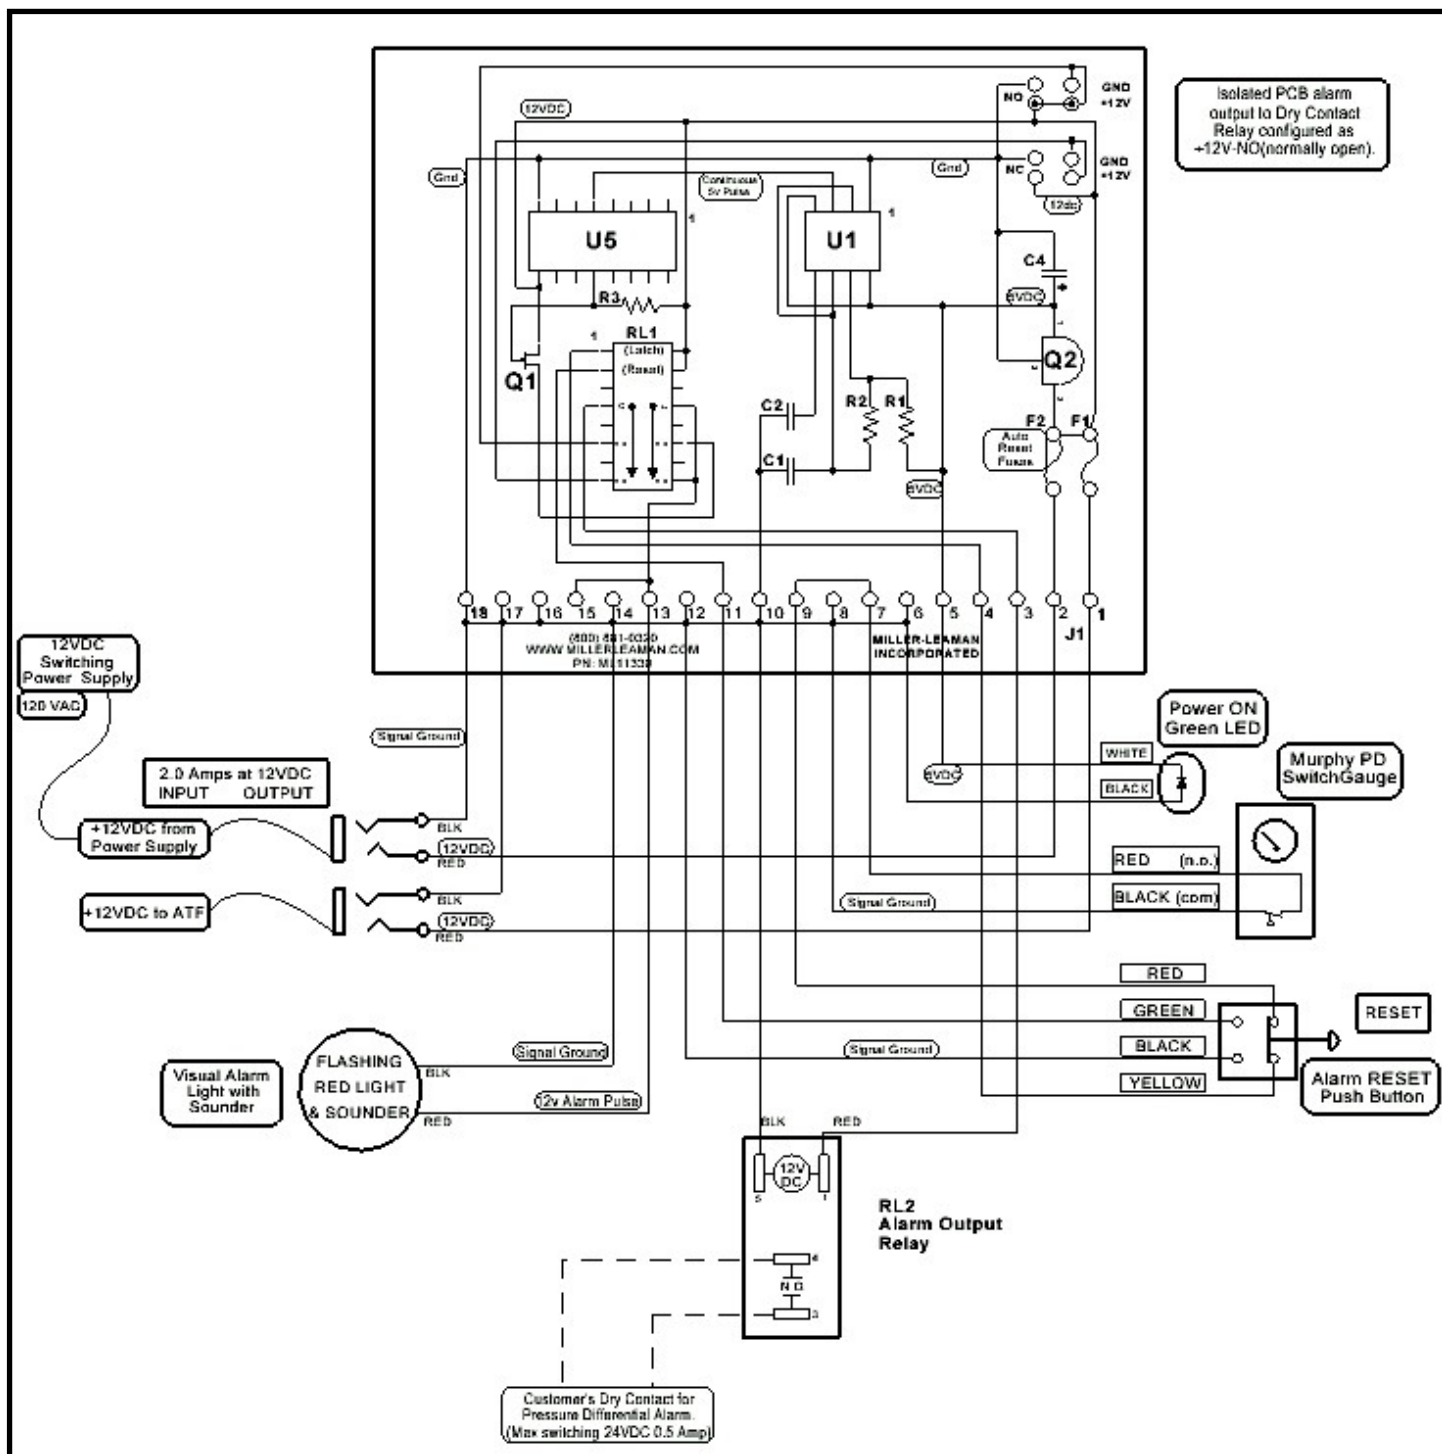 Isolated PCB alarm
output to Dry Contact
Relay configured as
+12V-NO(normally open).
NO
GND
+12V
12VDC
NC
GND
+12V
Gnd
Continuous
5v Pulse
Gnd
12dc
1
U5
1
U1
C4
R3
RL1
1
(Latch)
(Reset)
Q1
Q2
C2
R2
R1
C1
F2
F1
Auto
Reset
Fuses
18
17
16
15
14
13
12
11
10
9
8
7
6
5
4
3
2
1
J1
WWW.MILLERLEAMAN.COM
MILLER-LEAMAN
INCORPORATED
12VDC
Switching
Power Supply
120 VAC
Signal Ground
2.0 Amps at 12VDC
INPUT OUTPUT
+12VDC from
Power Supply
BLK
12VDC
RED
+12VDC to ATF
BLK
12VDC
RED
Power ON
Green LED
WHITE
BLACK
Murphy PD
SwitchGauge
RED (n.o.)
BLACK (com)
Signal Ground
RED
GREEN
BLACK
YELLOW
Signal Ground
RESET
Alarm RESET
Push Button
Visual Alarm
Light with
Sounder
FLASHING
RED LIGHT
& SOUNDER
Signal Ground
BLK
12v Alarm Pulse
RED
BLK
RED
12V
DC
5
1
RL2
Alarm Output
Relay
N O
3
Customer's Dry Contact for
Pressure Differential Alarm.
(Max switching 24VDC 0.5 Amp)